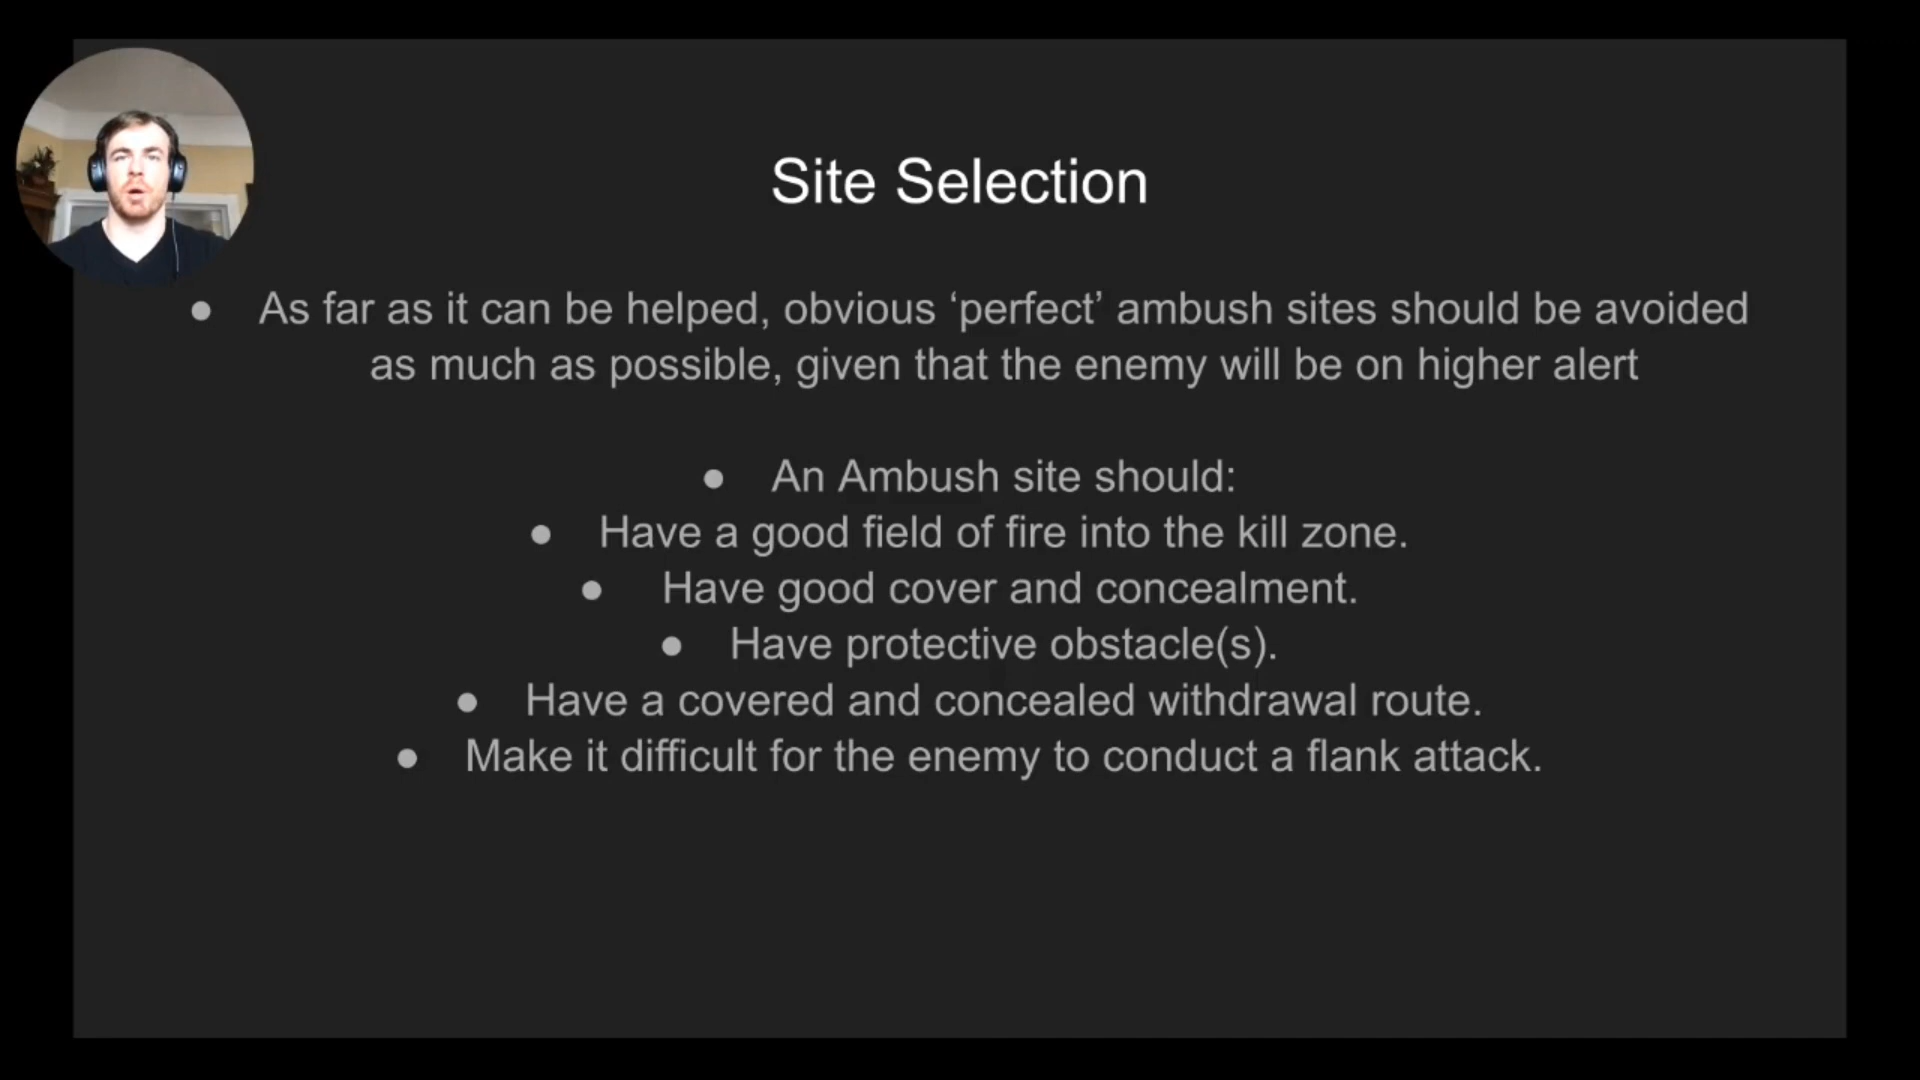 Site Selection
● As far as it can be helped, obvious ‘perfect’ ambush sites should be avoided
as much as possible, given that the enemy will be on higher alert
● An Ambush site should:
● Have a good field of fire into the kill zone.
● Have good cover and concealment.
● Have protective obstacle(s).
● Have a covered and concealed withdrawal route.
● Make it difficult for the enemy to conduct a flank attack.